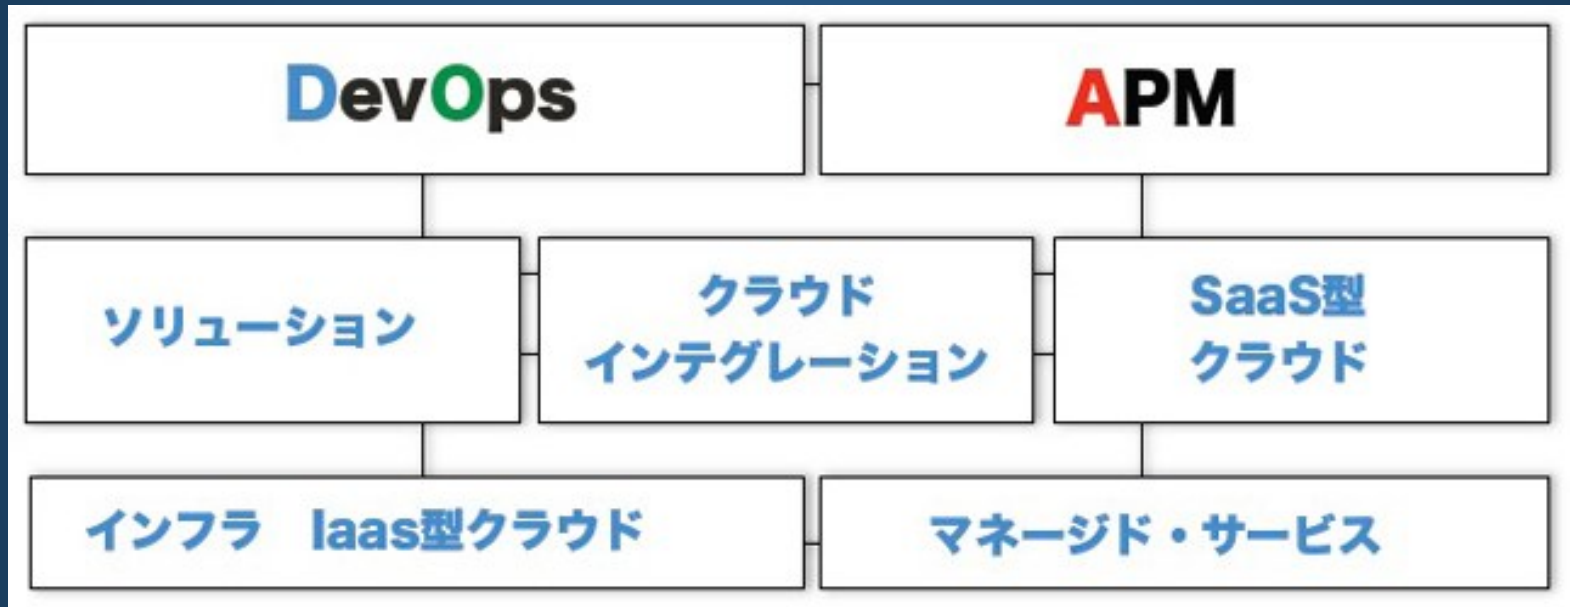 DevOps
APM
ソリューション
クラウド
インテグレーション
SaaS型
クラウド
インフラ　Iaas型クラウド
マネージド・サービス